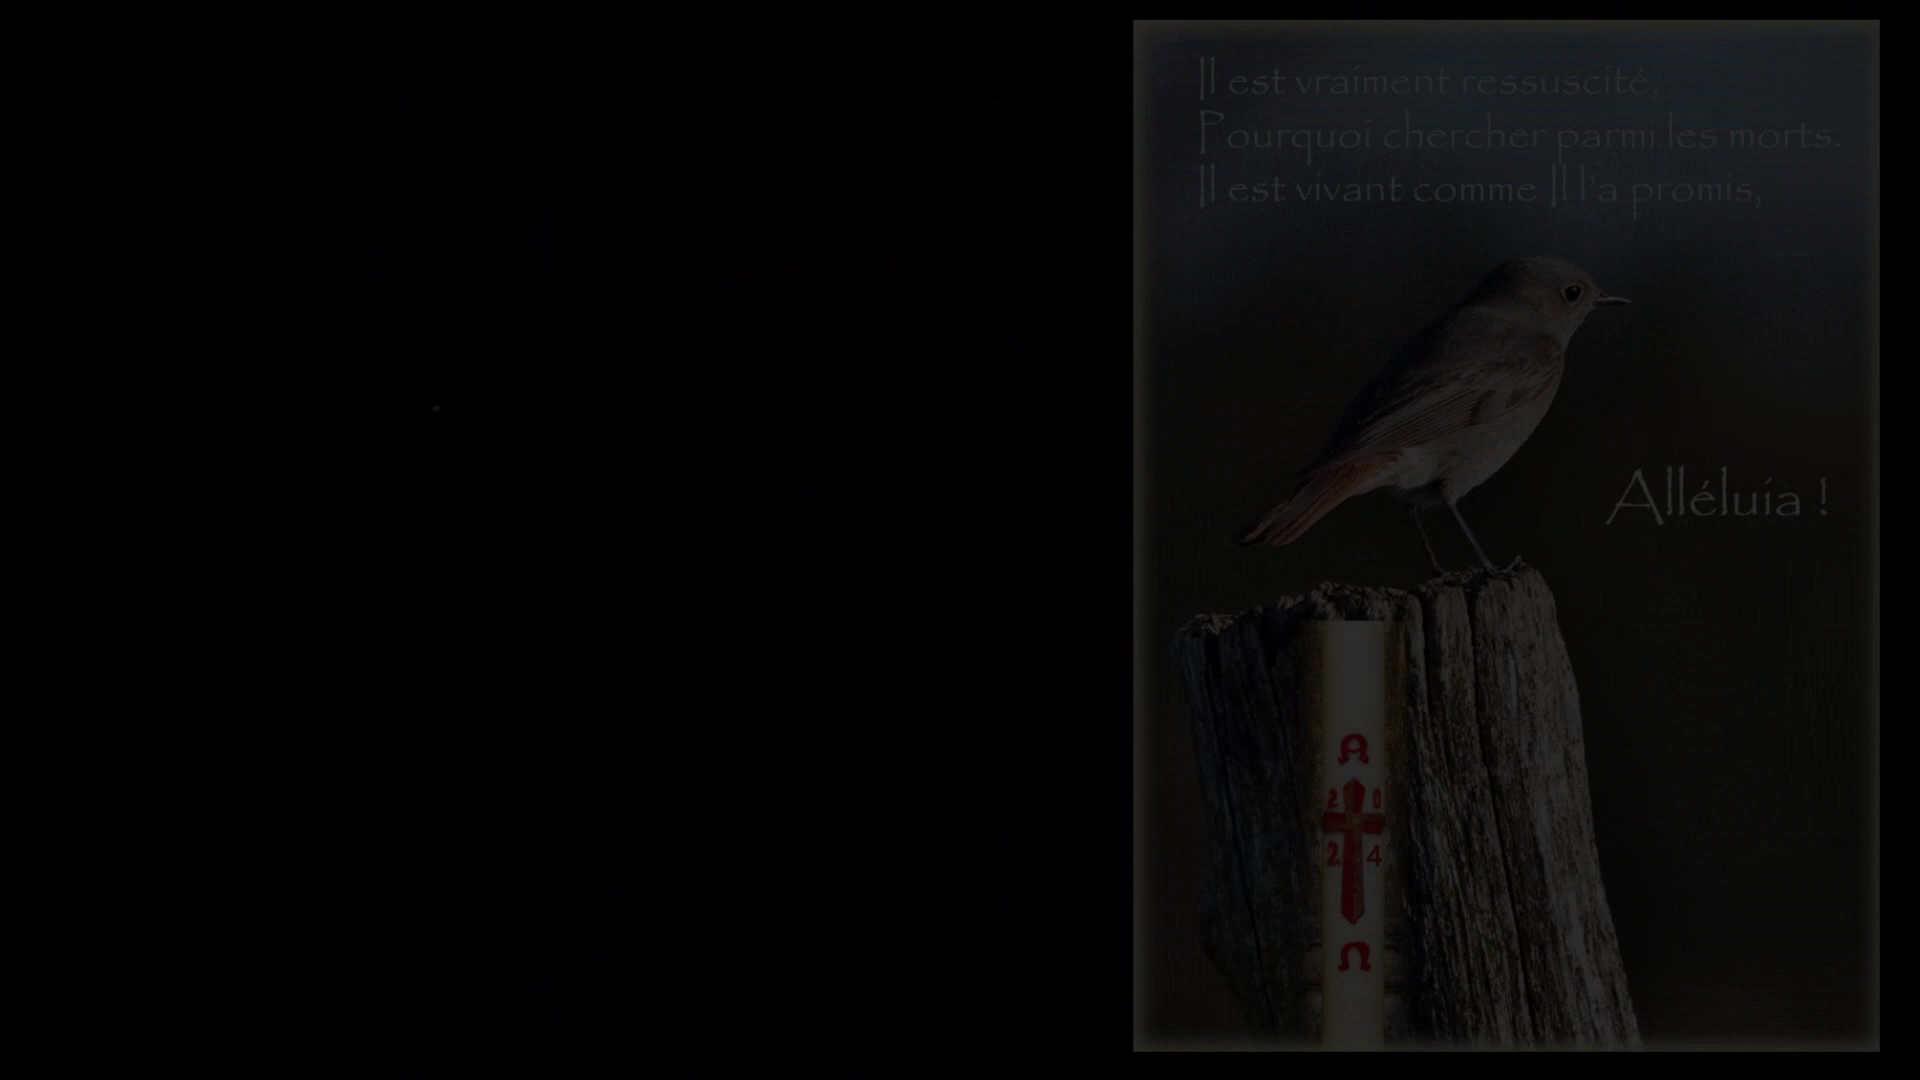 Il est vraiment ressuscité,
Pourquoi chercher parmi les morts.
Il est vivant comme Il l'a promis,
Alléluia !
A
2 0
2 4
Ω